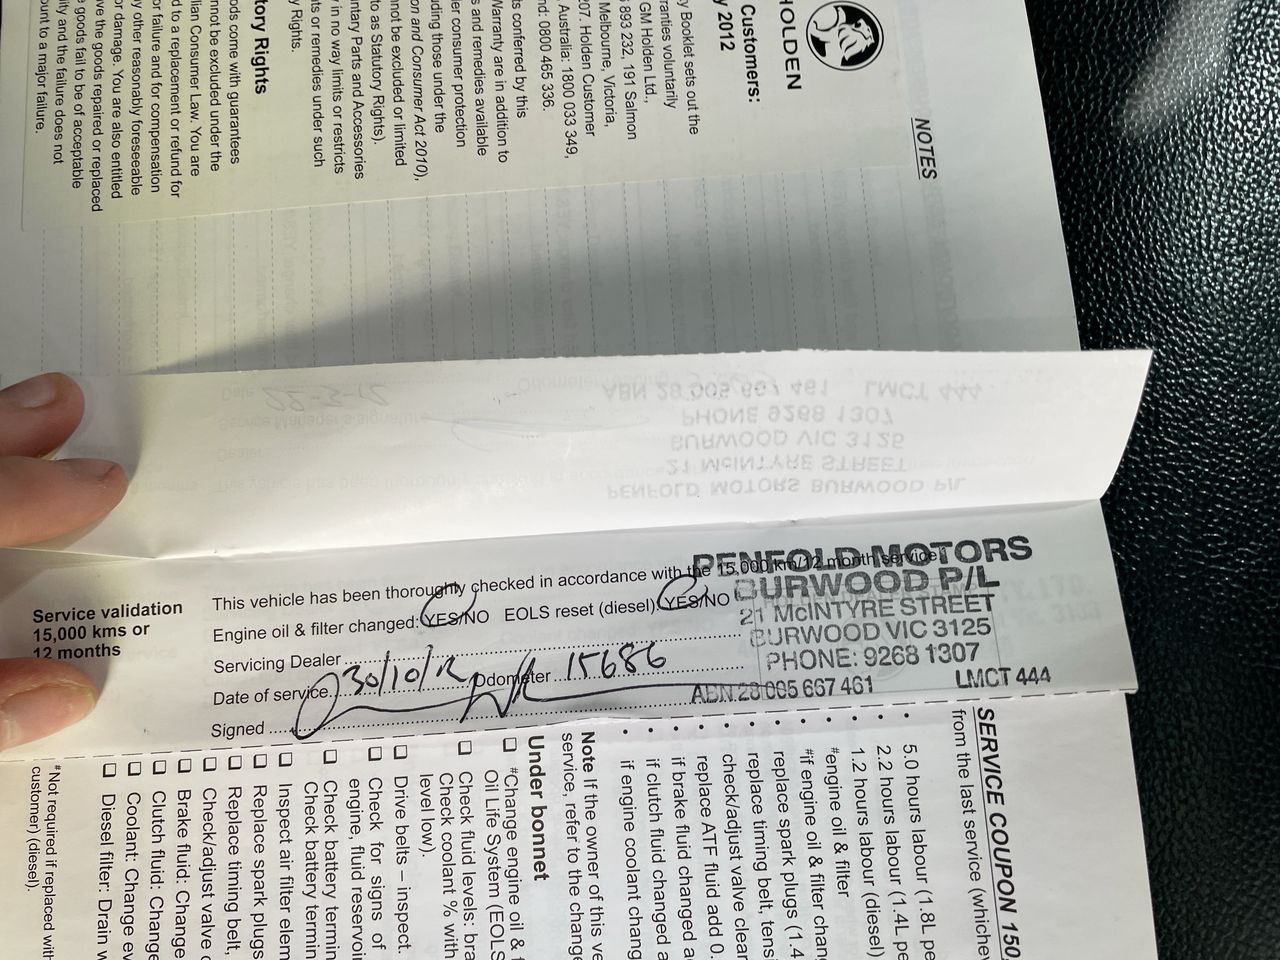 HOLDEN
Customers:
y 2012
y Booklet sets out the
ranties voluntarily
GM Holden Ltd.,
893 232, 191 Salmon
Melbourne, Victoria,
207. Holden Customer
Australia: 1800 033 349,
nd: 0800 465 336.
ts conferred by this
Warranty are in addition to
s and remedies available
er consumer protection
ding those under the
on and Consumer Act 2010),
not be excluded or limited
to as Statutory Rights).
ntary Parts and Accessories
y in no way limits or restricts
ts or remedies under such
y Rights.
tory Rights
ods come with guarantees
nnot be excluded under the
lian Consumer Law. You are
d to a replacement or refund for
or failure and for compensation
y other reasonably foreseeable
or damage. You are also entitled
ve the goods repaired or replaced
e goods fail to be of acceptable
lity and the failure does not
ount to a major failure.
NOTES
Service validation
15,000 kms or
12 months
This vehicle has been thoroughly checked in accordance with the 15,000 km/12 month service.
Engine oil & filter changed: YES/NO EOLS reset (diesel) YES/NO
Servicing Dealer
Date of service 30/10/12 Odometer 15686
Signed
PENFOLD MOTORS
BURWOOD P/L
21 McINTYRE STREET
BURWOOD VIC 3125
PHONE: 9268 1307
ABN 28 005 667 461 LMCT 444
SERVICE COUPON 150
from the last service (whichev
• 5.0 hours labour (1.8L pe
• 2.2 hours labour (1.4L pe
• 1.2 hours labour (diesel)
• #engine oil & filter
• #if engine oil & filter chan
• replace spark plugs (1.4
• replace timing belt, tensi
• check/adjust valve clear
• replace ATF fluid add 0.
• if brake fluid changed a
• if clutch fluid changed a
• if engine coolant chang
Note If the owner of this ve
service, refer to the change
Under bonnet
❑ #Change engine oil & f
Oil Life System (EOLS
❑ Check fluid levels: bra
Check coolant % with
level low).
❑ Drive belts – inspect.
❑ Check for signs of
engine, fluid reservoi
❑ Check battery termin
Check battery termin
❑ Inspect air filter elem
❑ Replace spark plugs
❑ Replace timing belt,
❑ Check/adjust valve c
❑ Brake fluid: Change
❑ Clutch fluid: Change
❑ Coolant: Change ev
❑ Diesel filter: Drain w
#Not required if replaced with
customer) (diesel).